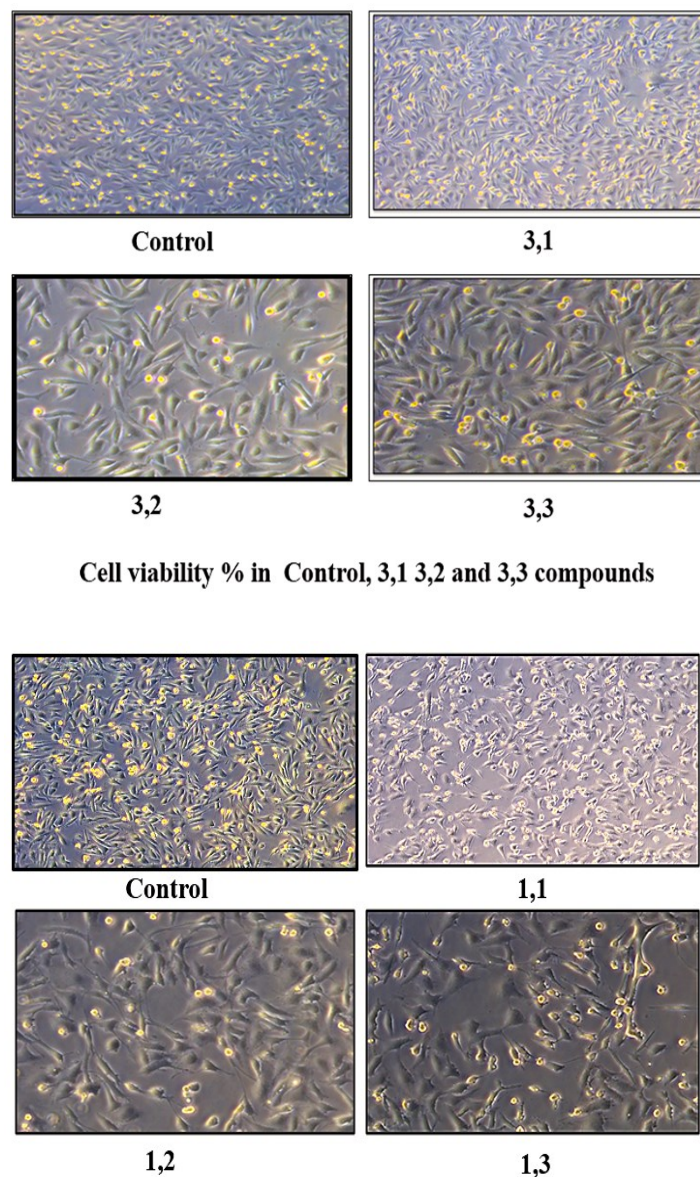 Control
3,1
3,2
3,3
Cell viability % in Control, 3,1 3,2 and 3,3 compounds
Control
1,1
1,2
1,3